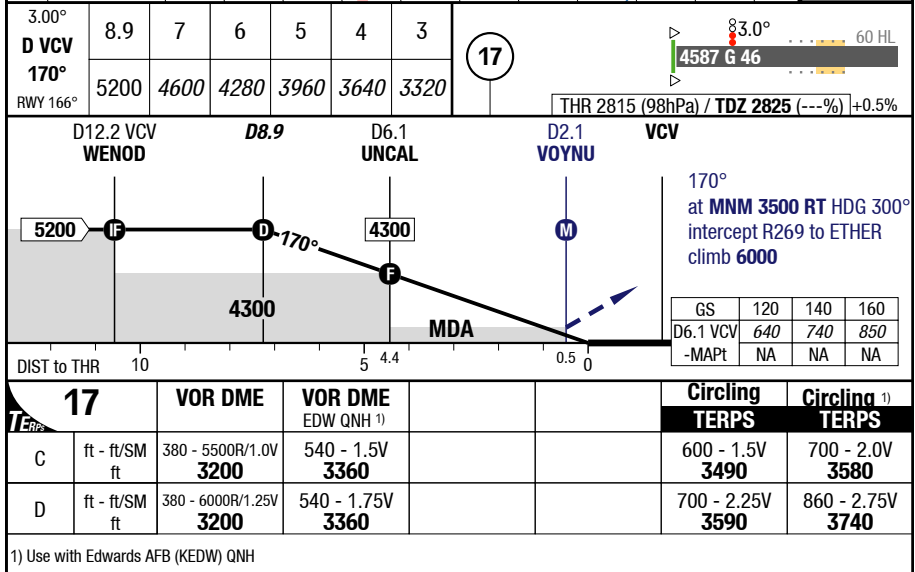 3.00°
D VCV
170°
RWY 166°
8.9 7 6 5 4 3
5200 4600 4280 3960 3640 3320
17
3.0°
60 HL
4587 G 46
THR 2815 (98hPa) / TDZ 2825 (---%) +0.5%
D12.2 VCV
WENOD
D8.9
D6.1
UNCAL
D2.1
VOYNU
VCV
170°
at MNM 3500 RT HDG 300°
intercept R269 to ETHER
climb 6000
5200
IF
D
170°
4300
F
M
4300
MDA
GS 120 140 160
D6.1 VCV 640 740 850
-MAPt NA NA NA
DIST to THR 10 5 4.4 0.5 0
TERPs 17
VOR DME
VOR DME
EDW QNH 1)
Circling
TERPS
Circling 1)
TERPS
C
ft - ft/SM
ft
380 - 5500R/1.0V
3200
540 - 1.5V
3360
600 - 1.5V
3490
700 - 2.0V
3580
D
ft - ft/SM
ft
380 - 6000R/1.25V
3200
540 - 1.75V
3360
700 - 2.25V
3590
860 - 2.75V
3740
1) Use with Edwards AFB (KEDW) QNH